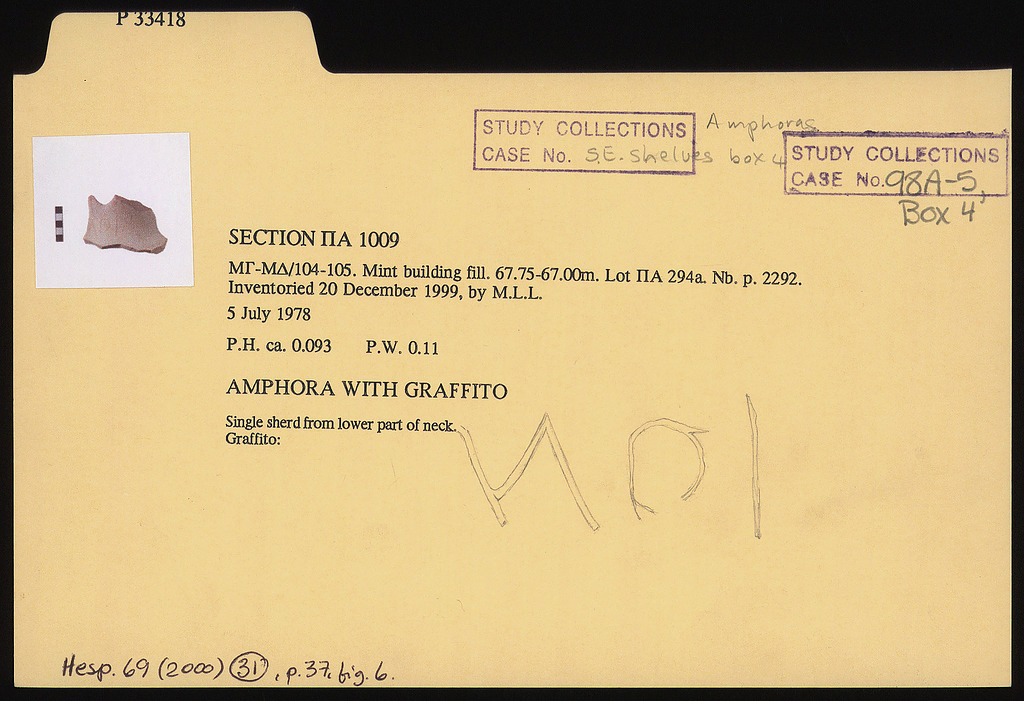 P 33418
STUDY COLLECTIONS
CASE No. S.E. shelves box 4
Amphoras
STUDY COLLECTIONS
CASE No. 98A-5,
Box 4
SECTION ΠΑ 1009
ΜΓ-ΜΔ/104-105. Mint building fill. 67.75-67.00m. Lot ΠΑ 294a. Nb. p. 2292.
Inventoried 20 December 1999, by M.L.L.
5 July 1978
P.H. ca. 0.093 P.W. 0.11
AMPHORA WITH GRAFFITO
Single sherd from lower part of neck.
Graffito:
Hesp. 69 (2000) 31, p. 37, fig. 6.